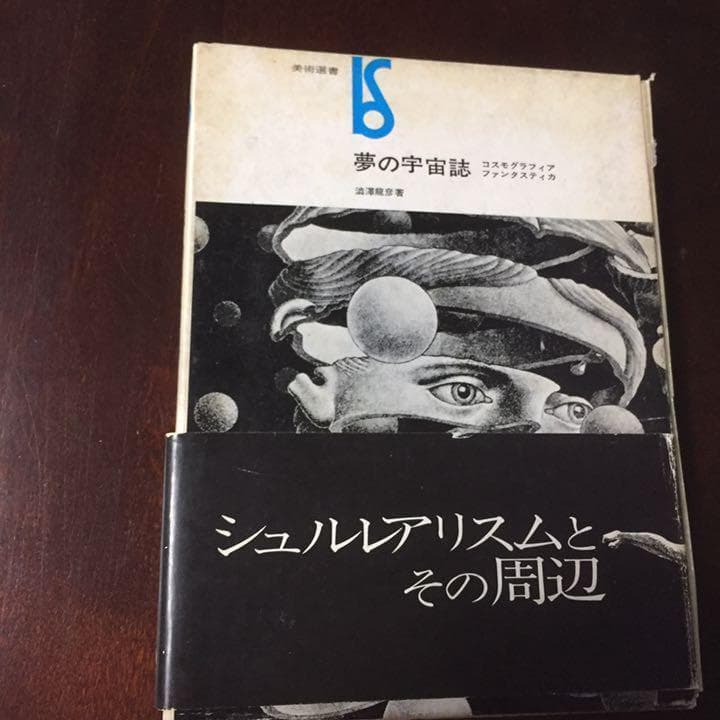 美術選書
夢の宇宙誌
コスモグラフィア
ファンタスティカ
澁澤龍彦著
シュルレアリスムと
その周辺